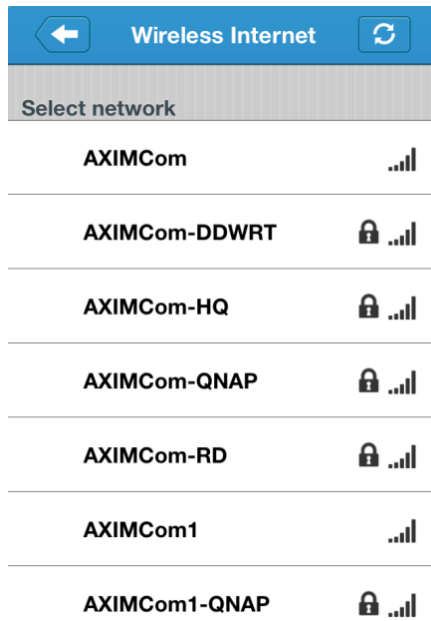 Wireless Internet
Select network
AXIMCom
AXIMCom-DDWRT
AXIMCom-HQ
AXIMCom-QNAP
AXIMCom-RD
AXIMCom1
AXIMCom1-QNAP